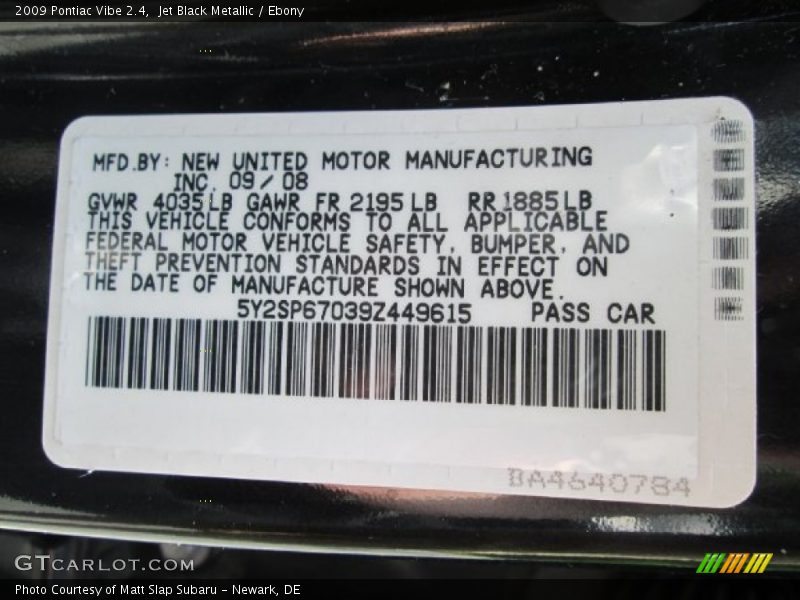 2009 Pontiac Vibe 2.4, Jet Black Metallic / Ebony
MFD.BY: NEW UNITED MOTOR MANUFACTURING
INC. 09/08
GVWR 4035LB GAWR FR 2195LB RR1885LB
THIS VEHICLE CONFORMS TO ALL APPLICABLE
FEDERAL MOTOR VEHICLE SAFETY, BUMPER, AND
THEFT PREVENTION STANDARDS IN EFFECT ON
THE DATE OF MANUFACTURE SHOWN ABOVE.
5Y2SP67039Z449615 PASS CAR
BA4640784
GTCARLOT.COM
Photo Courtesy of Matt Slap Subaru - Newark, DE